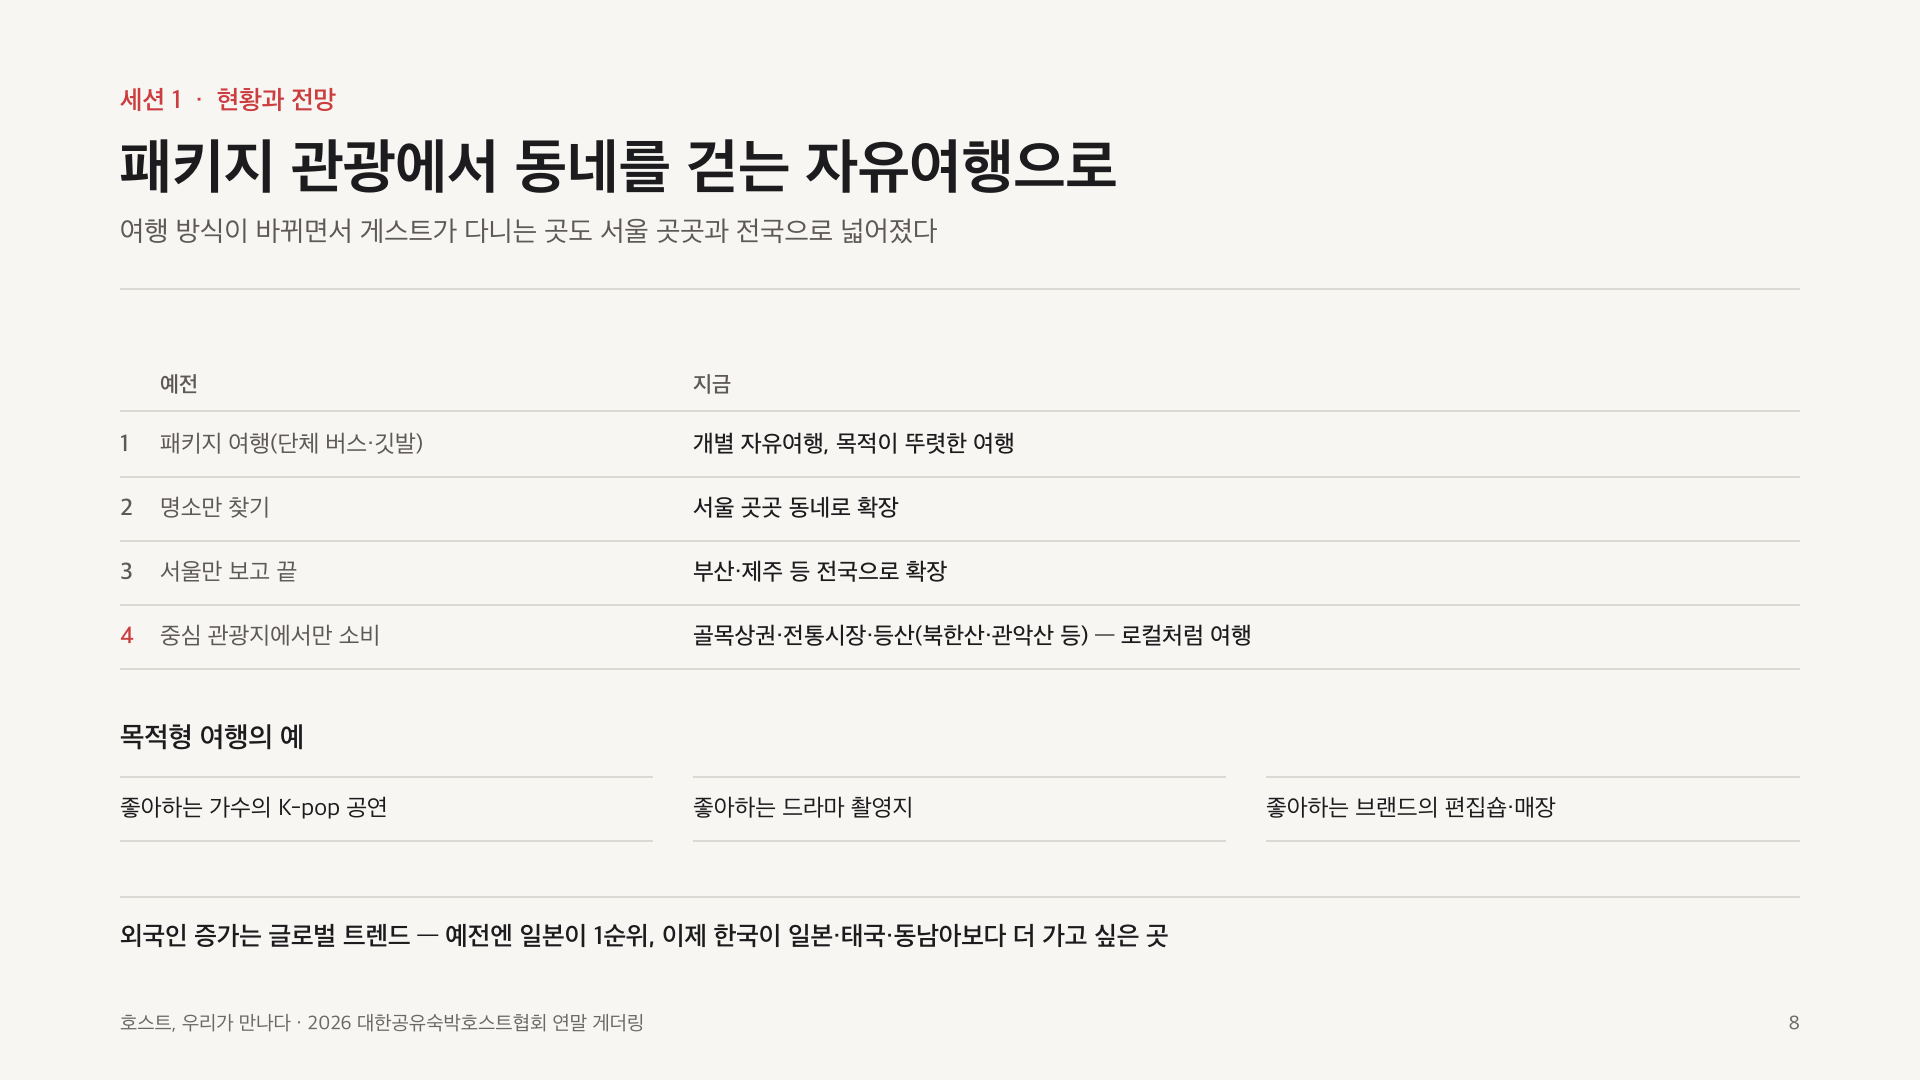 세션 1 · 현황과 전망
패키지 관광에서 동네를 걷는 자유여행으로
여행 방식이 바뀌면서 게스트가 다니는 곳도 서울 곳곳과 전국으로 넓어졌다
예전 지금
1 패키지 여행(단체 버스·깃발) 개별 자유여행, 목적이 뚜렷한 여행
2 명소만 찾기 서울 곳곳 동네로 확장
3 서울만 보고 끝 부산·제주 등 전국으로 확장
4 중심 관광지에서만 소비 골목상권·전통시장·등산(북한산·관악산 등) — 로컬처럼 여행
목적형 여행의 예
좋아하는 가수의 K-pop 공연 좋아하는 드라마 촬영지 좋아하는 브랜드의 편집숍·매장
외국인 증가는 글로벌 트렌드 — 예전엔 일본이 1순위, 이제 한국이 일본·태국·동남아보다 더 가고 싶은 곳
호스트, 우리가 만나다 · 2026 대한공유숙박호스트협회 연말 게더링 8